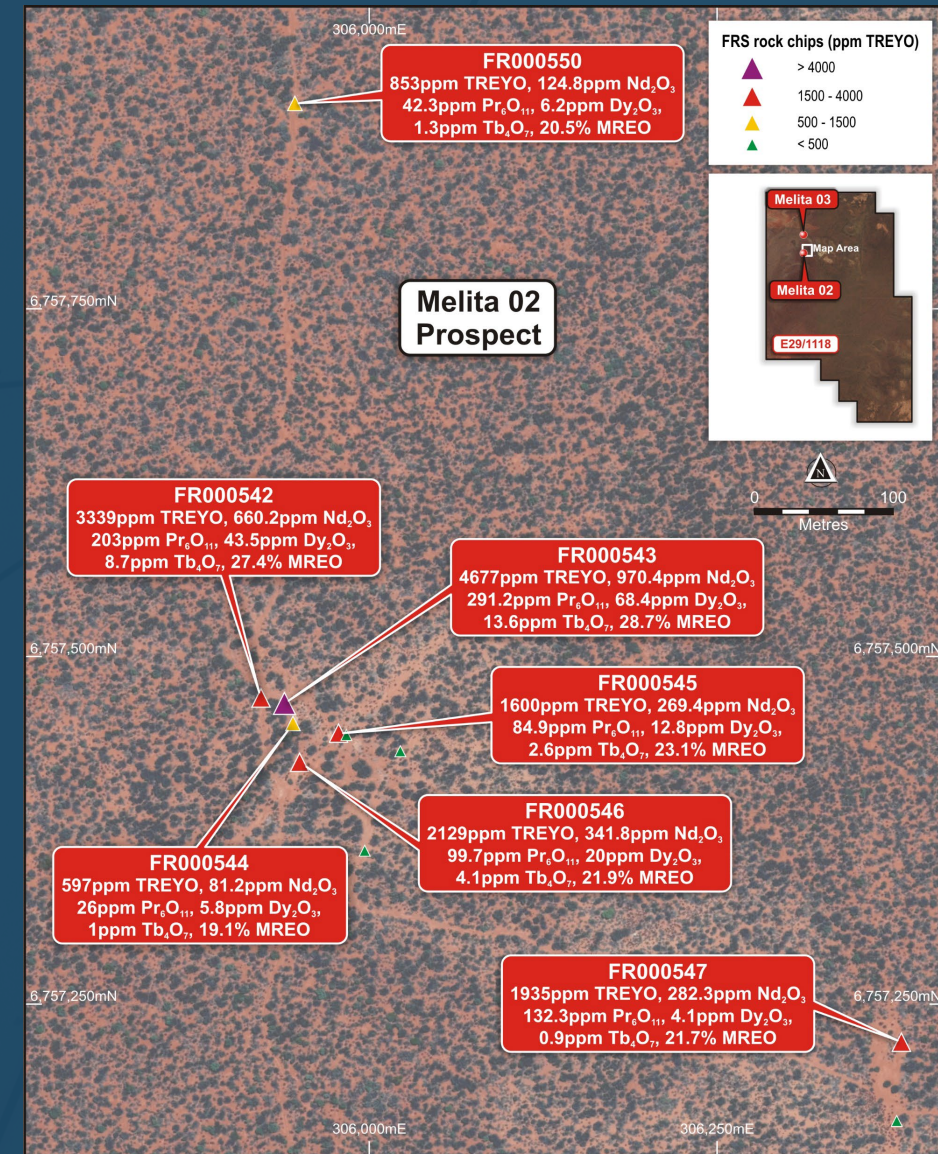 306,000mE
FR000550
853ppm TREYO, 124.8ppm Nd₂O₃
42.3ppm Pr₆O₁₁, 6.2ppm Dy₂O₃,
1.3ppm Tb₄O₇, 20.5% MREO
FRS rock chips (ppm TREYO)
> 4000
1500 - 4000
500 - 1500
< 500
Melita 03
Map Area
Melita 02
E29/1118
6,757,750mN
Melita 02
Prospect
N
0 100
Metres
FR000542
3339ppm TREYO, 660.2ppm Nd₂O₃
203ppm Pr₆O₁₁, 43.5ppm Dy₂O₃,
8.7ppm Tb₄O₇, 27.4% MREO
FR000543
4677ppm TREYO, 970.4ppm Nd₂O₃
291.2ppm Pr₆O₁₁, 68.4ppm Dy₂O₃,
13.6ppm Tb₄O₇, 28.7% MREO
6,757,500mN
6,757,500mN
FR000545
1600ppm TREYO, 269.4ppm Nd₂O₃
84.9ppm Pr₆O₁₁, 12.8ppm Dy₂O₃,
2.6ppm Tb₄O₇, 23.1% MREO
FR000546
2129ppm TREYO, 341.8ppm Nd₂O₃
99.7ppm Pr₆O₁₁, 20ppm Dy₂O₃,
4.1ppm Tb₄O₇, 21.9% MREO
FR000544
597ppm TREYO, 81.2ppm Nd₂O₃
26ppm Pr₆O₁₁, 5.8ppm Dy₂O₃,
1ppm Tb₄O₇, 19.1% MREO
FR000547
1935ppm TREYO, 282.3ppm Nd₂O₃
132.3ppm Pr₆O₁₁, 4.1ppm Dy₂O₃,
0.9ppm Tb₄O₇, 21.7% MREO
6,757,250mN
6,757,250mN
306,000mE
306,250mE